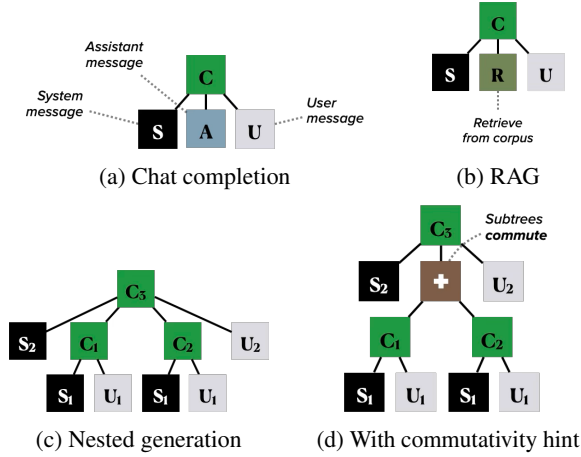 Assistant
message
C
System
message
S
A
U
User
message
(a) Chat completion
C
S
R
U
Retrieve
from corpus
(b) RAG
C3
S2
C1
C2
U2
S1
U1
S1
U1
(c) Nested generation
C3
Subtrees
commute
S2
+
U2
C1
C2
S1
U1
S1
U1
(d) With commutativity hint